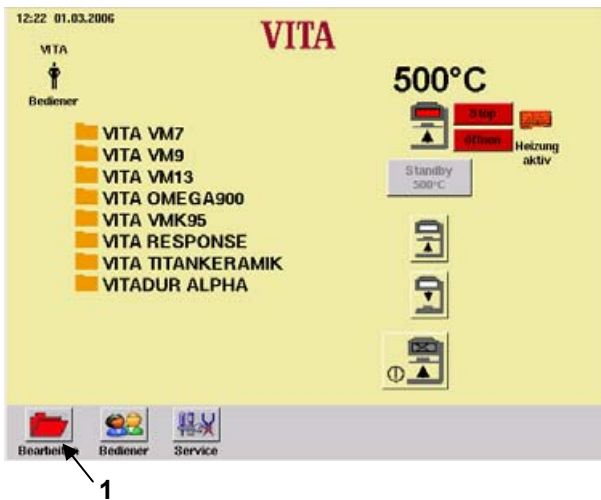 12:22 01.03.2006
VITA
VITA
Bediener
500°C
Stop
öffnen
Heizung
aktiv
Standby
500°C
VITA VM7
VITA VM9
VITA VM13
VITA OMEGA900
VITA VMK95
VITA RESPONSE
VITA TITANKERAMIK
VITADUR ALPHA
Bearbeiten
Bediener
Service
1